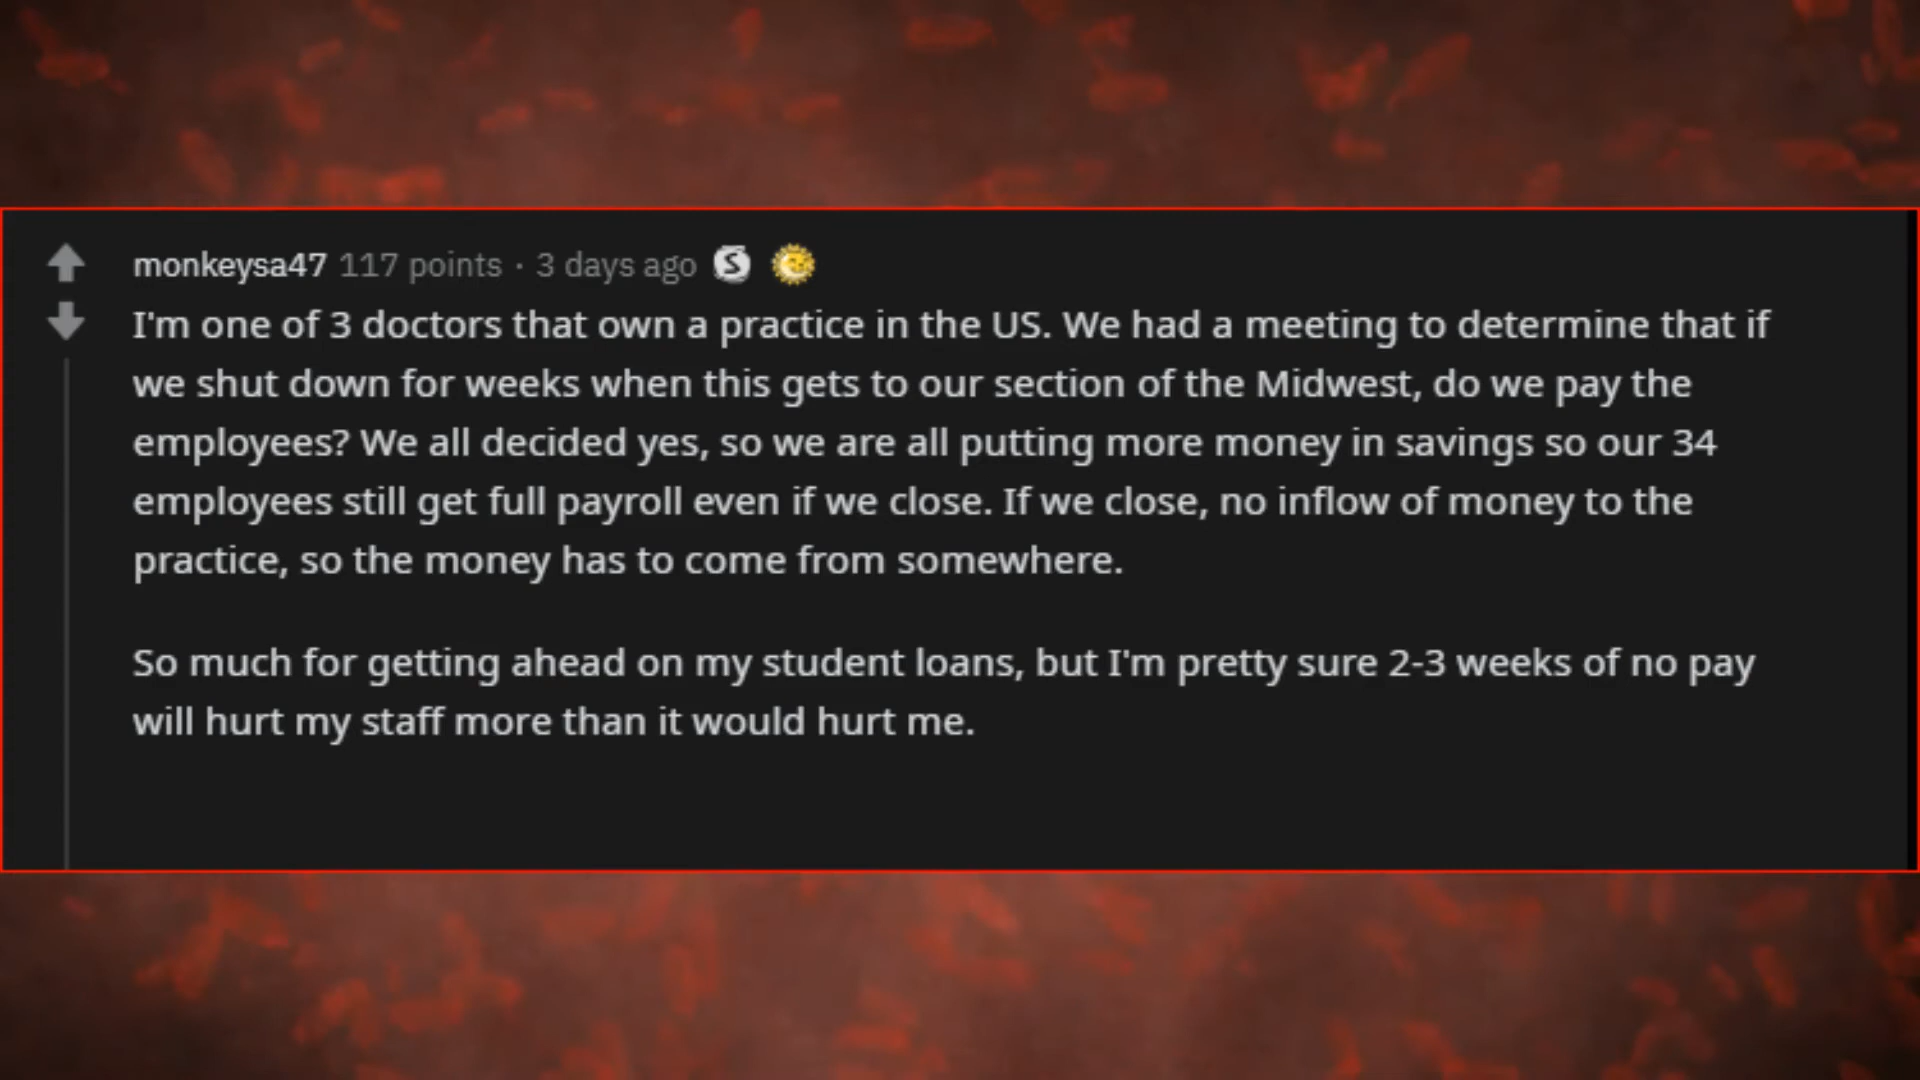 monkeysa47 117 points · 3 days ago S
I'm one of 3 doctors that own a practice in the US. We had a meeting to determine that if
we shut down for weeks when this gets to our section of the Midwest, do we pay the
employees? We all decided yes, so we are all putting more money in savings so our 34
employees still get full payroll even if we close. If we close, no inflow of money to the
practice, so the money has to come from somewhere.
So much for getting ahead on my student loans, but I'm pretty sure 2-3 weeks of no pay
will hurt my staff more than it would hurt me.